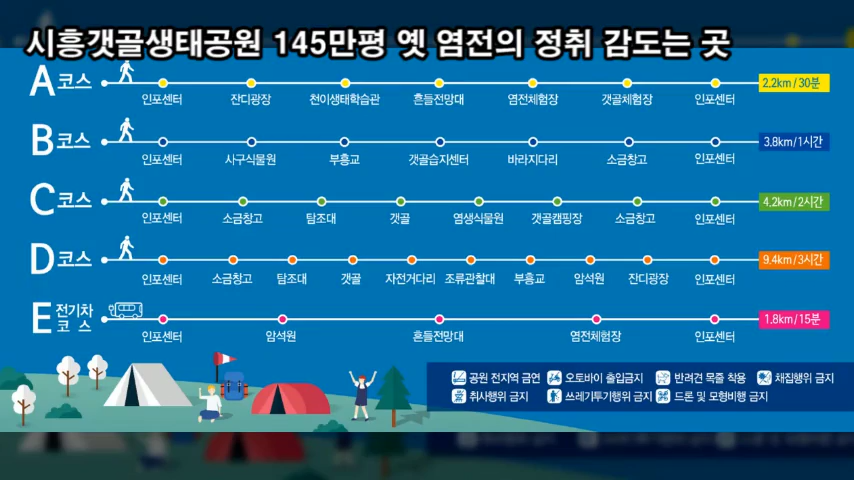 시흥갯골생태공원 145만평 옛 염전의 정취 감도는 곳
A코스
인포센터 잔디광장 천이생태학습관 흔들전망대 염전체험장 갯골체험장 인포센터
2.2km/30분
B코스
인포센터 사구식물원 부흥교 갯골습지센터 바라지다리 소금창고 인포센터
3.8km/1시간
C코스
인포센터 소금창고 탐조대 갯골 염생식물원 갯골캠핑장 소금창고 인포센터
4.2km/2시간
D코스
인포센터 소금창고 탐조대 갯골 자전거다리 조류관찰대 부흥교 암석원 잔디광장 인포센터
9.4km/3시간
E 전기차
코 스
인포센터 암석원 흔들전망대 염전체험장 인포센터
1.8km/15분
공원 전지역 금연 오토바이 출입금지 반려견 목줄 착용 채집행위 금지
취사행위 금지 쓰레기투기행위 금지 드론 및 모형비행 금지